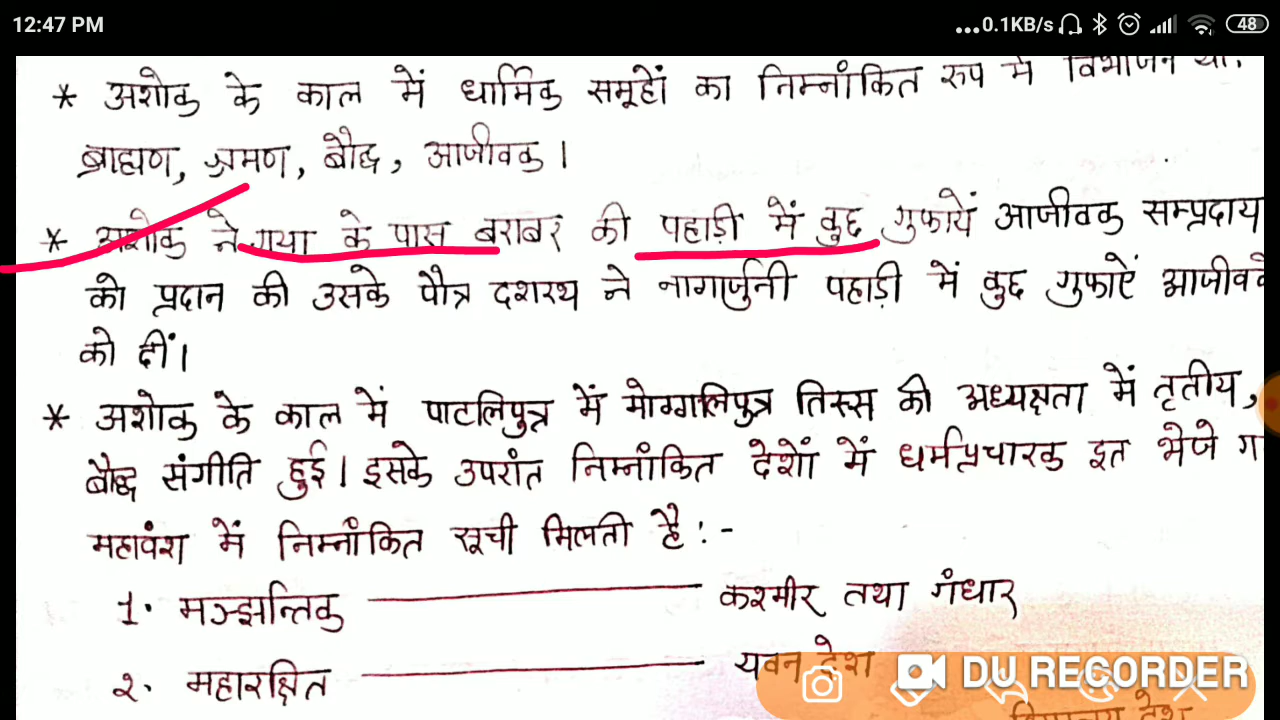 12:47 PM ...0.1KB/s 48
* अशोक के काल में धार्मिक समूहों का निम्नांकित रूप में विभाजन था।
ब्राह्मण, श्रमण, बौद्ध, आजीवक।
* अशोक ने गया के पास बराबर की पहाड़ी में कुछ गुफायें आजीवक सम्प्रदाय
को प्रदान की उसके पौत्र दशरथ ने नागार्जुनी पहाड़ी में कुछ गुफाऐं आजीवको
को दीं।
* अशोक के काल में पाटलिपुत्र में मोग्गलिपुत्र तिस्स की अध्यक्षता में तृतीय,
बौद्ध संगीति हुई। इसके उपरांत निम्नांकित देशों में धर्मप्रचारक दूत भेजे ग
महावंश में निम्नांकित सूची मिलती है:-
1. मज्झन्तिक कश्मीर तथा गंधार
२. महारक्षित यवन देश
DU RECORDER